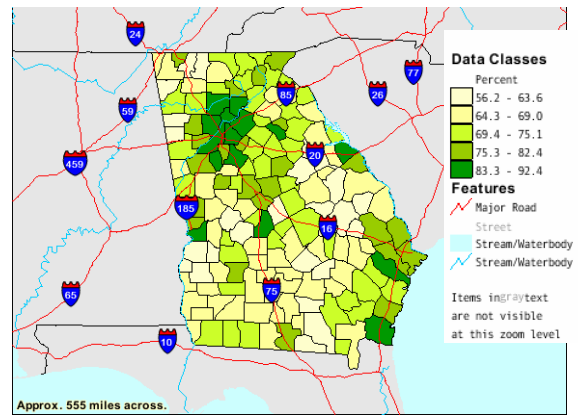 24
77
Data Classes
Percent
56.2 - 63.6
64.3 - 69.0
69.4 - 75.1
75.3 - 82.4
83.3 - 92.4
Features
Major Road
Street
Stream/Waterbody
Stream/Waterbody
Items in gray text
are not visible
at this zoom level
85
26
59
20
459
185
16
65
75
10
Approx. 555 miles across.